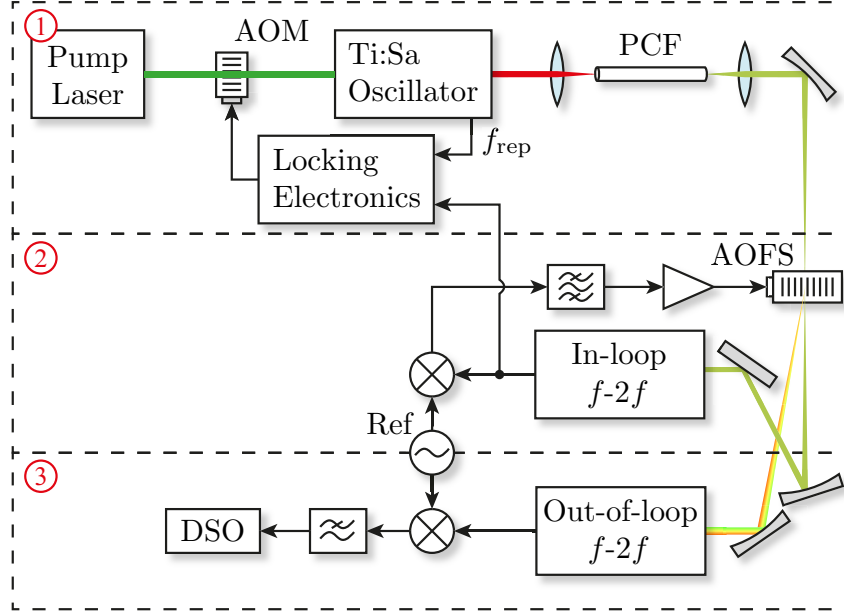 1
Pump
Laser
AOM
Ti:Sa
Oscillator
PCF
f_rep
Locking
Electronics
2
AOFS
In-loop
f-2f
Ref
3
DSO
Out-of-loop
f-2f